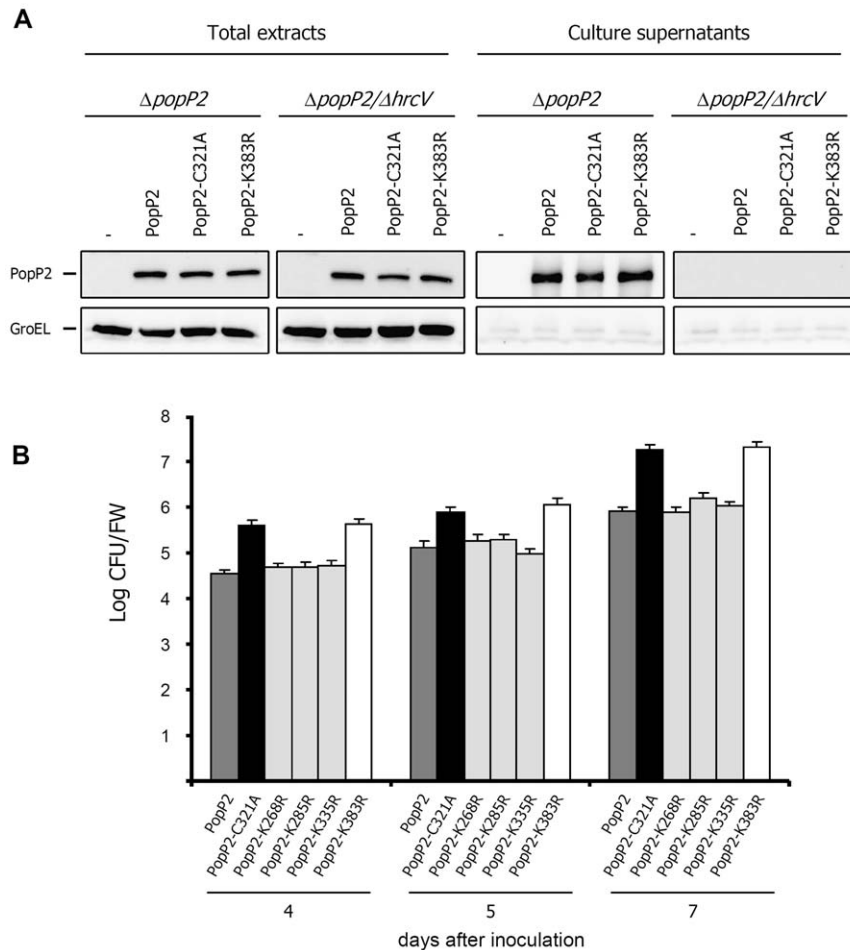 A
Total extracts
Culture supernatants
ΔpopP2
ΔpopP2/ΔhrcV
ΔpopP2
ΔpopP2/ΔhrcV
-
PopP2
PopP2-C321A
PopP2-K383R
-
PopP2
PopP2-C321A
PopP2-K383R
-
PopP2
PopP2-C321A
PopP2-K383R
-
PopP2
PopP2-C321A
PopP2-K383R
PopP2
GroEL
B
Log CFU/FW
8
7
6
5
4
3
2
1
PopP2
PopP2-C321A
PopP2-K268R
PopP2-K285R
PopP2-K335R
PopP2-K383R
PopP2
PopP2-C321A
PopP2-K268R
PopP2-K285R
PopP2-K335R
PopP2-K383R
PopP2
PopP2-C321A
PopP2-K268R
PopP2-K285R
PopP2-K335R
PopP2-K383R
4
5
7
days after inoculation